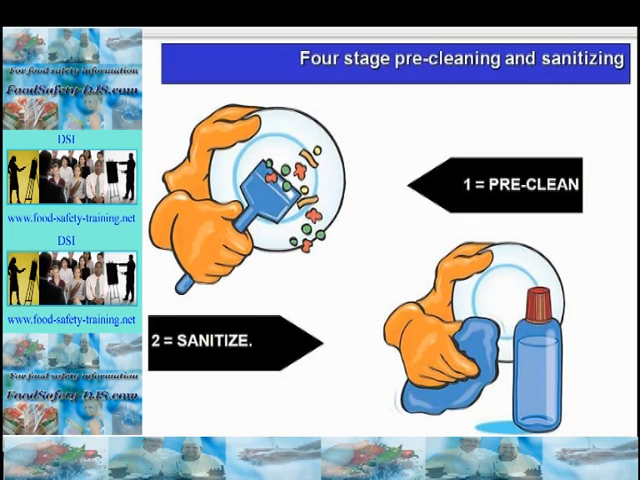 Four stage pre-cleaning and sanitizing
For food safety information
FoodSafety-DJS.com
DSI
www.food-safety-training.net
DSI
www.food-safety-training.net
For food safety information
FoodSafety-DJS.com
1 = PRE-CLEAN
2 = SANITIZE.